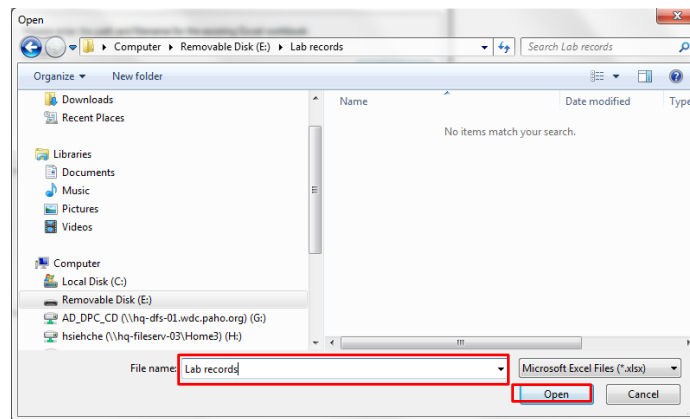 Open
Computer ▸ Removable Disk (E:) ▸ Lab records
Search Lab records
Organize
New folder
Name
Date modified
Type
No items match your search.
Downloads
Recent Places
Libraries
Documents
Music
Pictures
Videos
Computer
Local Disk (C:)
Removable Disk (E:)
AD_DPC_CD (\\hq-dfs-01.wdc.paho.org) (G:)
hsiehche (\\hq-fileserv-03\Home3) (H:)
File name: Lab records
Microsoft Excel Files (*.xlsx)
Open
Cancel